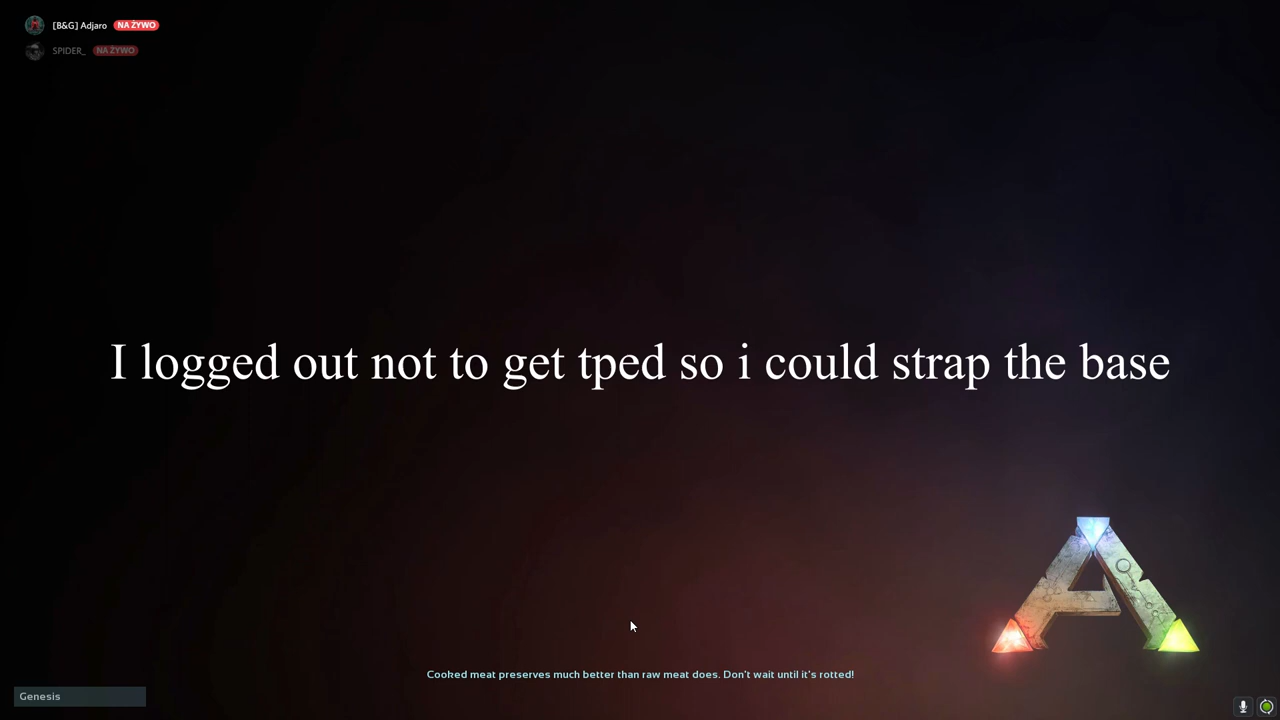 [B&G] Adjaro NA ŻYWO
SPIDER_ NA ŻYWO
I logged out not to get tped so i could strap the base
Cooked meat preserves much better than raw meat does. Don't wait until it's rotted!
Genesis